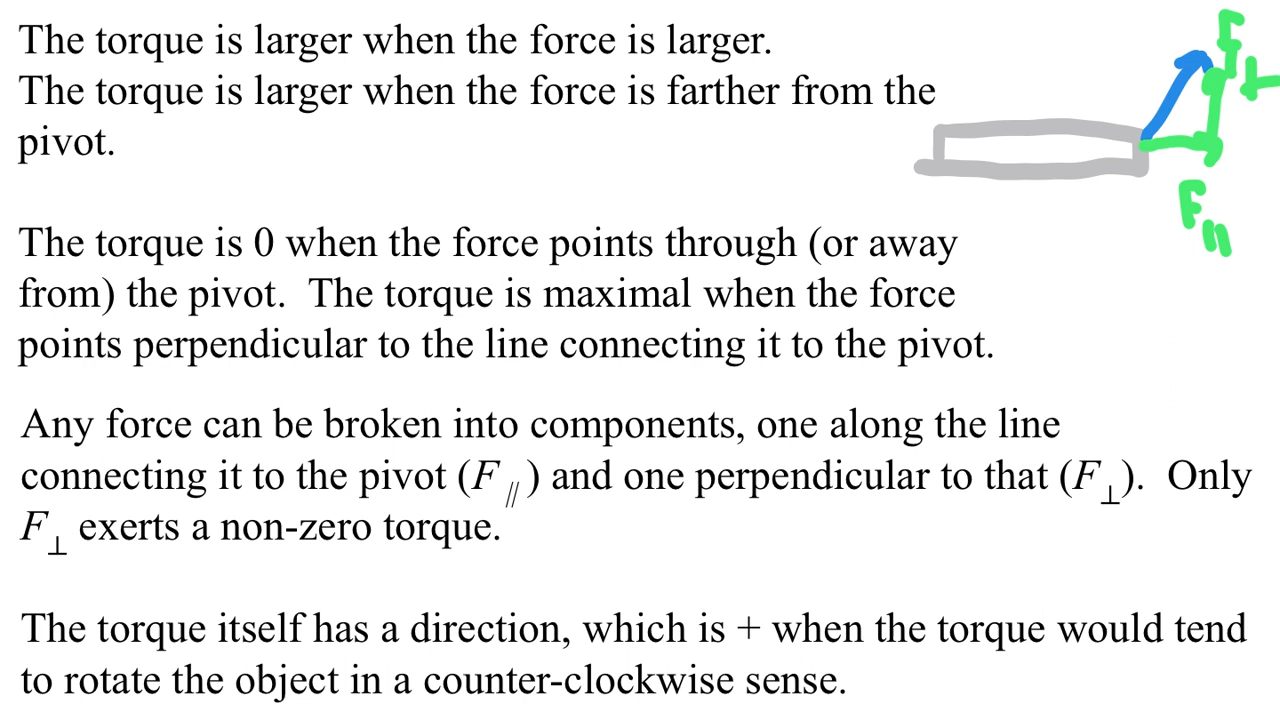 The torque is larger when the force is larger.
The torque is larger when the force is farther from the
pivot.
F⊥
F∥
The torque is 0 when the force points through (or away
from) the pivot.  The torque is maximal when the force
points perpendicular to the line connecting it to the pivot.
Any force can be broken into components, one along the line
connecting it to the pivot (F∥) and one perpendicular to that (F⊥).  Only
F⊥ exerts a non-zero torque.
The torque itself has a direction, which is + when the torque would tend
to rotate the object in a counter-clockwise sense.